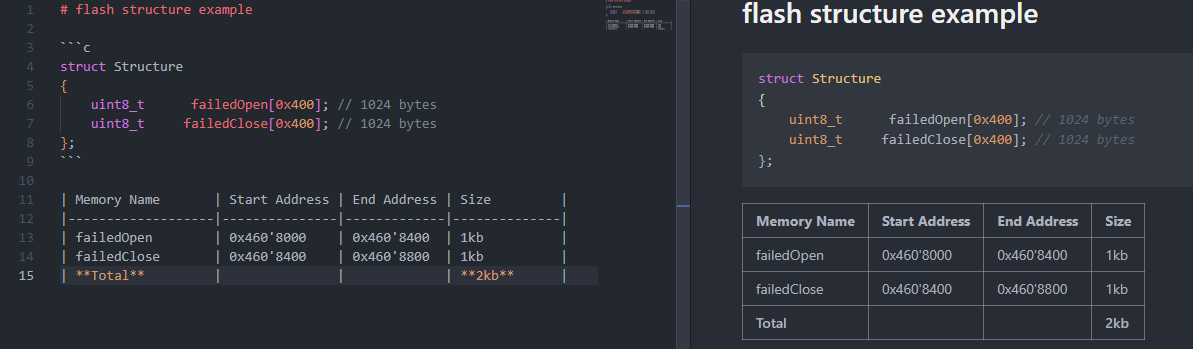 1 # flash structure example
2
3 ```c
4 struct Structure
5 {
6     uint8_t      failedOpen[0x400]; // 1024 bytes
7     uint8_t     failedClose[0x400]; // 1024 bytes
8 };
9 ```
10
11 | Memory Name       | Start Address | End Address | Size         |
12 |-------------------|---------------|-------------|--------------|
13 | failedOpen        | 0x460'8000    | 0x460'8400  | 1kb          |
14 | failedClose       | 0x460'8400    | 0x460'8800  | 1kb          |
15 | **Total**         |               |             | **2kb**      |
flash structure example
struct Structure
{
    uint8_t      failedOpen[0x400]; // 1024 bytes
    uint8_t     failedClose[0x400]; // 1024 bytes
};
Memory Name Start Address End Address Size
failedOpen 0x460'8000 0x460'8400 1kb
failedClose 0x460'8400 0x460'8800 1kb
Total 2kb